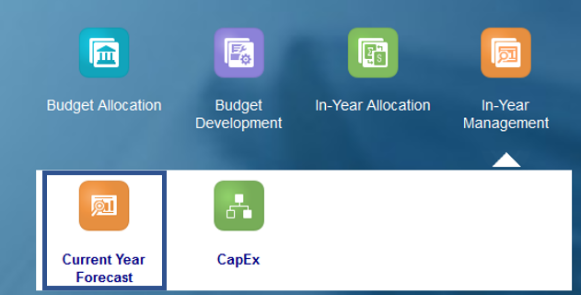 Budget Allocation
Budget
Development
In-Year Allocation
In-Year
Management
Current Year
Forecast
CapEx